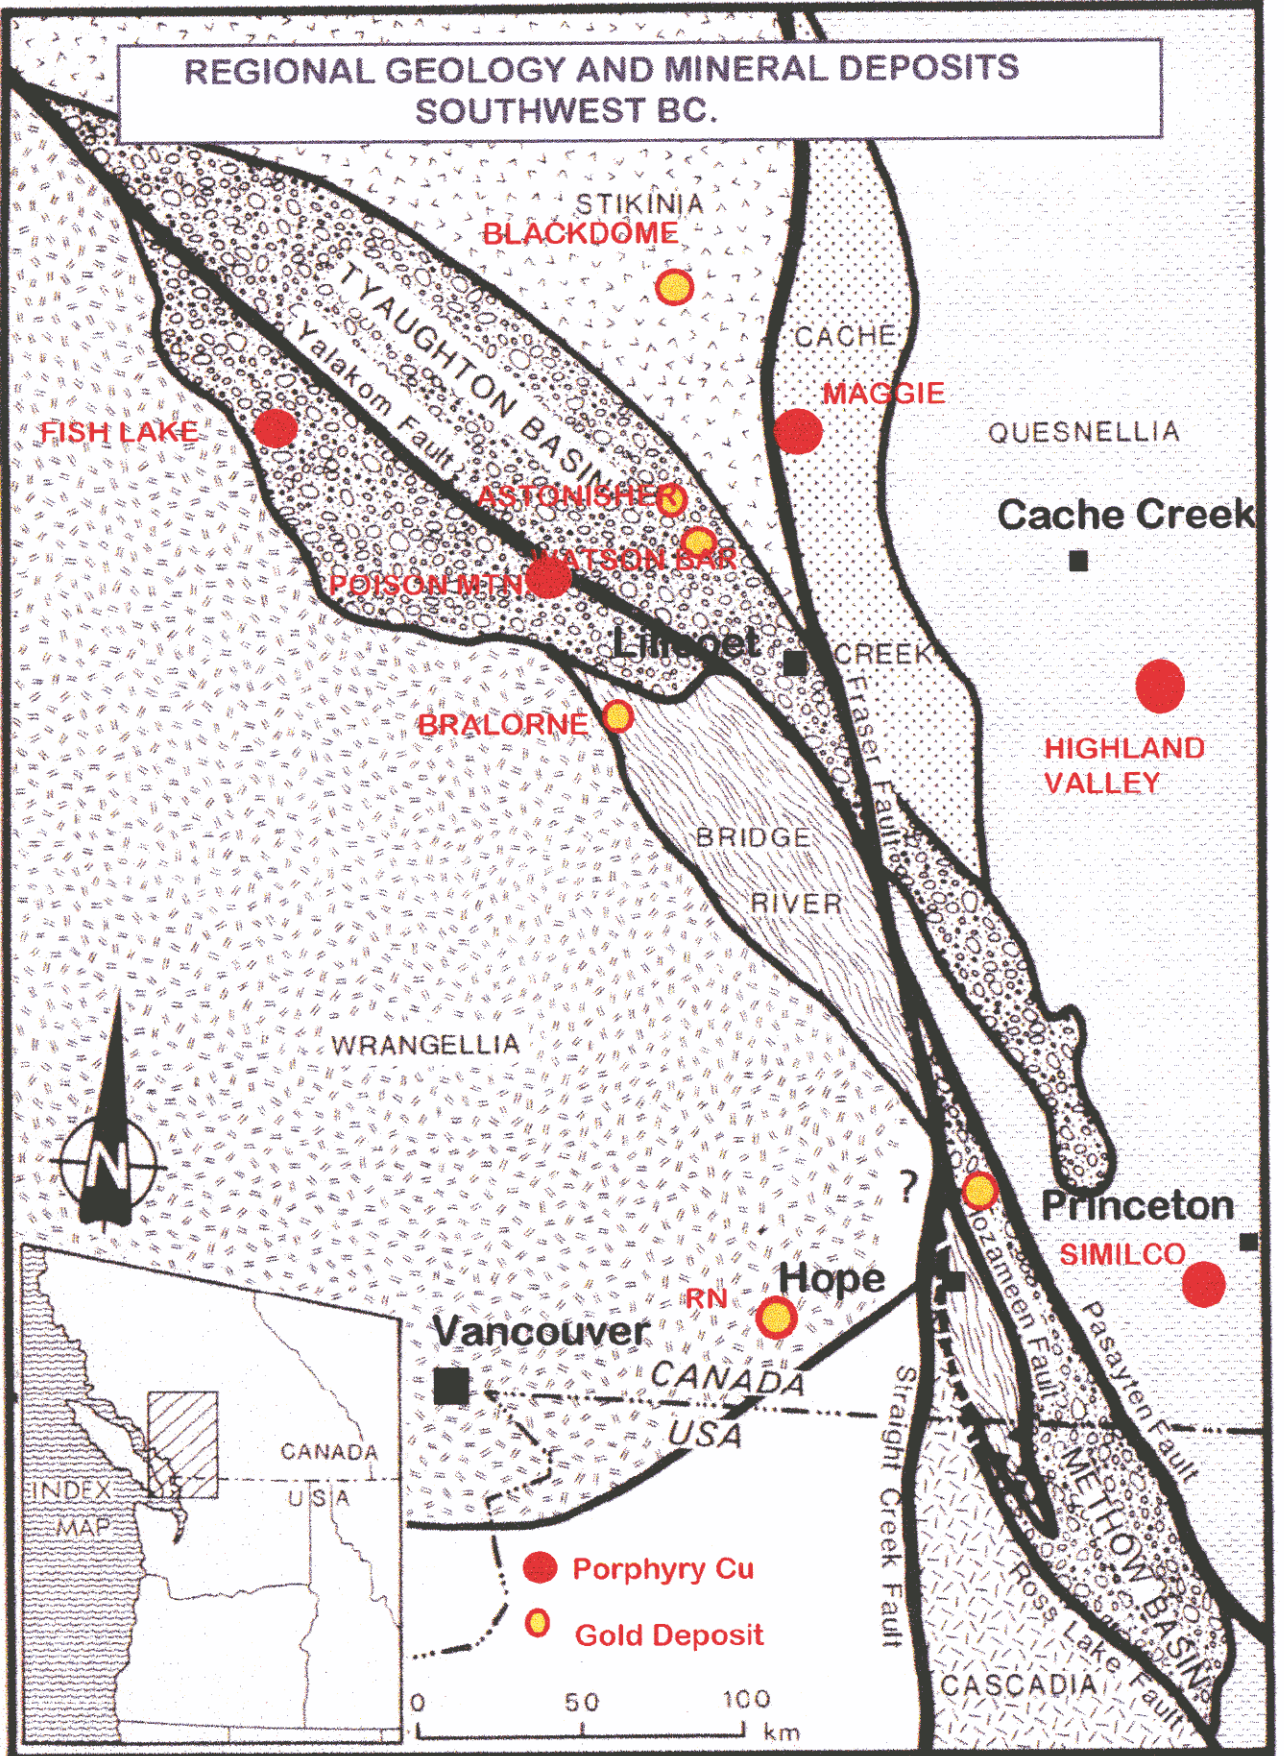 REGIONAL GEOLOGY AND MINERAL DEPOSITS
SOUTHWEST BC.
STIKINIA
BLACKDOME
TYAUGHTON BASIN
Yalakom Fault
CACHE
MAGGIE
FISH LAKE
QUESNELLIA
ASTONISHER
Cache Creek
WATSON BAR
POISON MTN.
Lillooet
CREEK
Fraser Fault
BRALORNE
HIGHLAND
VALLEY
BRIDGE
RIVER
WRANGELLIA
N
?
Princeton
SIMILCO
Hozameen Fault
Hope
RN
Vancouver
Pasayten Fault
CANADA
USA
Straight Creek Fault
CANADA
USA
INDEX
MAP
METHOW BASIN
Ross Lake Fault
Porphyry Cu
Gold Deposit
CASCADIA
0 50 100
km